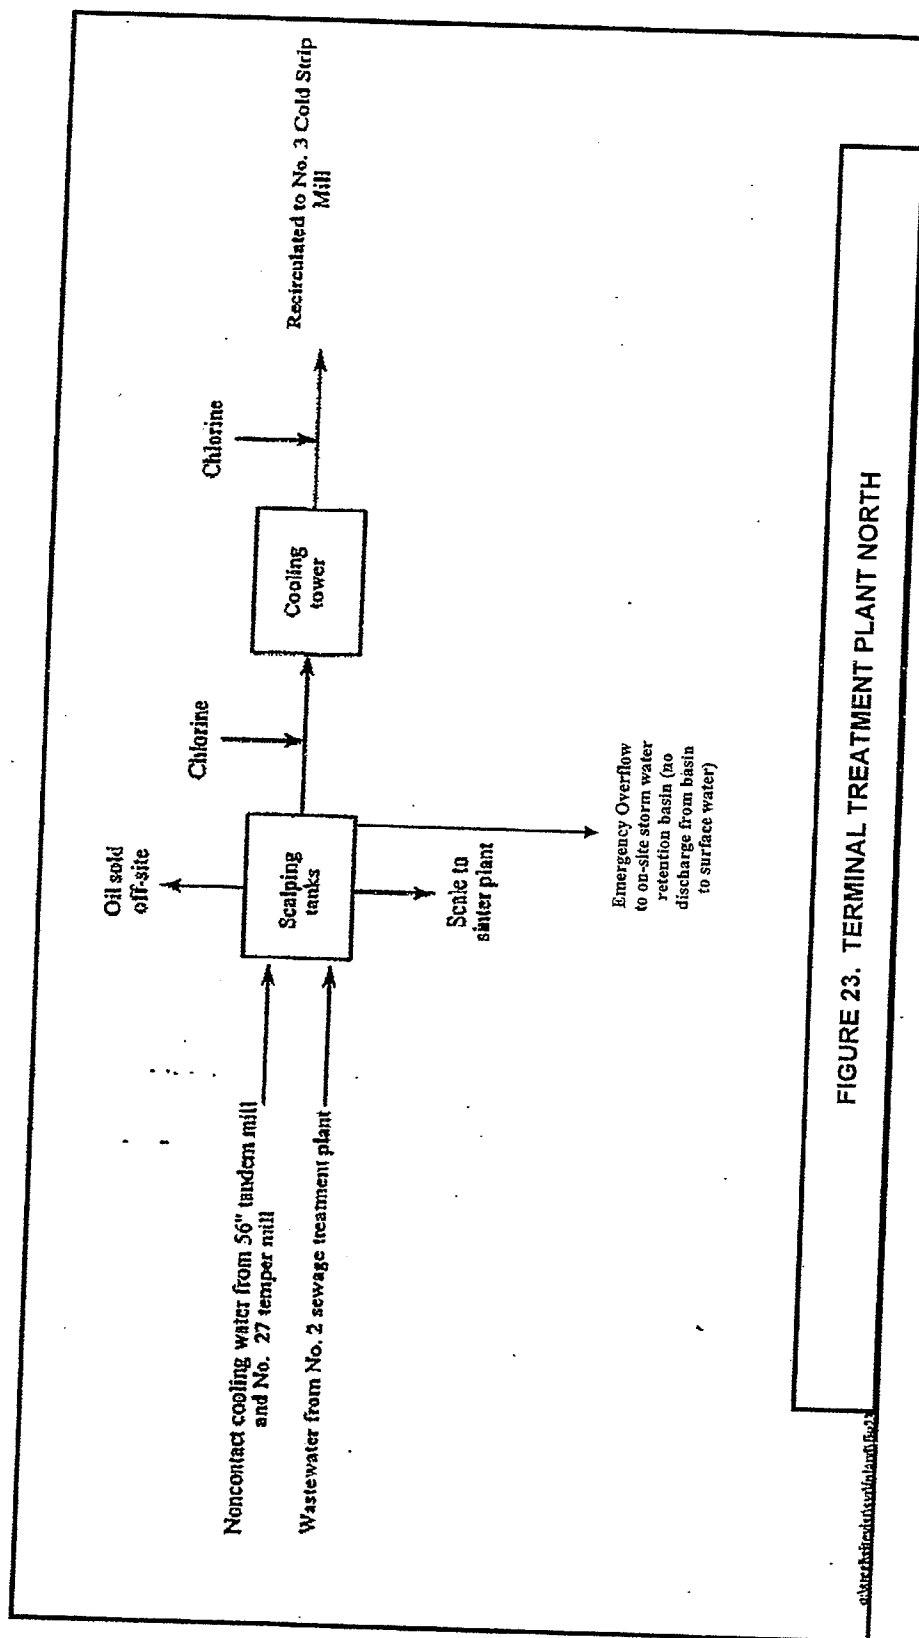 Oil sold
off-site
Chlorine
Chlorine
Noncontact cooling water from 56" tandem mill
and No. 27 temper mill
Wastewater from No. 2 sewage treatment plant
Scalping
tanks
Cooling
tower
Recirculated to No. 3 Cold Strip
Mill
Scale to
sinter plant
Emergency Overflow
to on-site storm water
retention basin (no
discharge from basin
to surface water)
FIGURE 23. TERMINAL TREATMENT PLANT NORTH